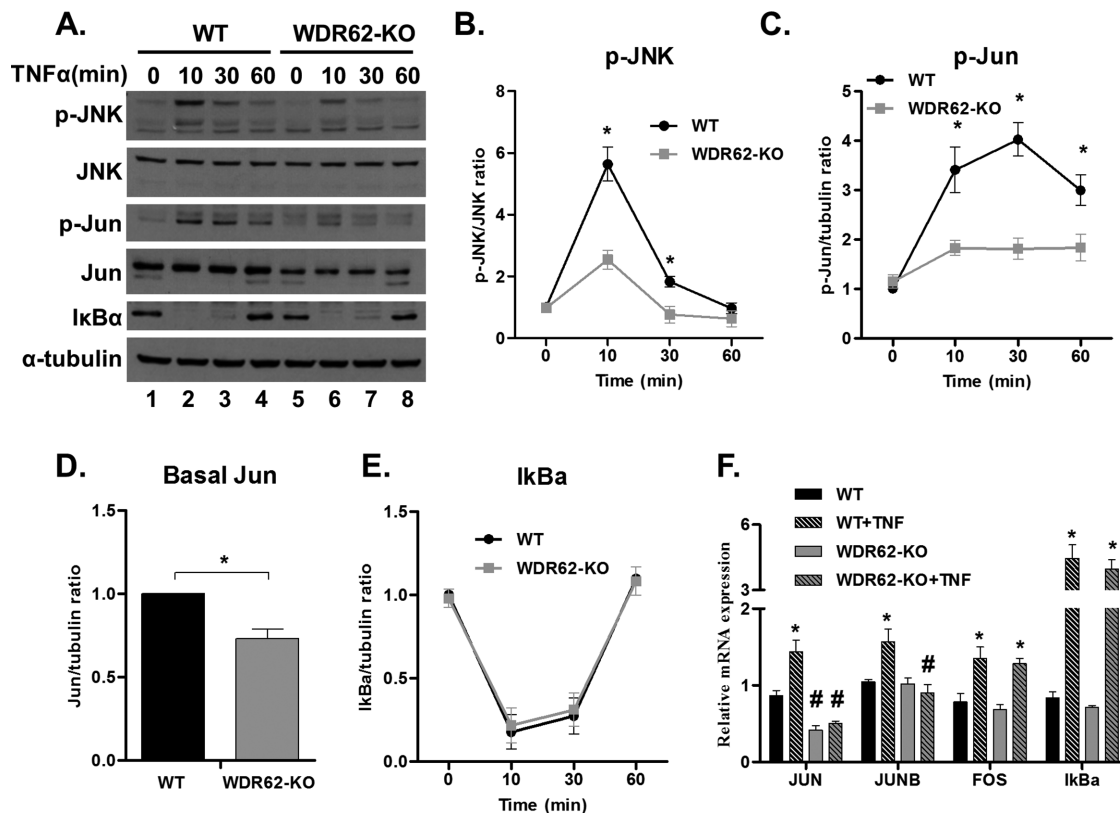 A.
WT WDR62-KO
TNFα(min) 0 10 30 60 0 10 30 60
p-JNK
JNK
p-Jun
Jun
IκBα
α-tubulin
1 2 3 4 5 6 7 8
B.
p-JNK
WT
WDR62-KO
p-JNK/JNK ratio
8
6
4
2
0
*
*
0 10 30 60
Time (min)
C.
p-Jun
WT
WDR62-KO
p-Jun/tubulin ratio
5
4
3
2
1
0
*
*
*
0 10 30 60
Time (min)
D.
Basal Jun
Jun/tubulin ratio
1.5
1.0
0.5
0.0
*
WT WDR62-KO
E.
IkBa
WT
WDR62-KO
IkBa/tubulin ratio
1.5
1.0
0.5
0.0
0 10 30 60
Time (min)
F.
WT
WT+TNF
WDR62-KO
WDR62-KO+TNF
Relative mRNA expression
6
3
2
1
0
* # #
* #
* *
* *
JUN JUNB FOS IkBa